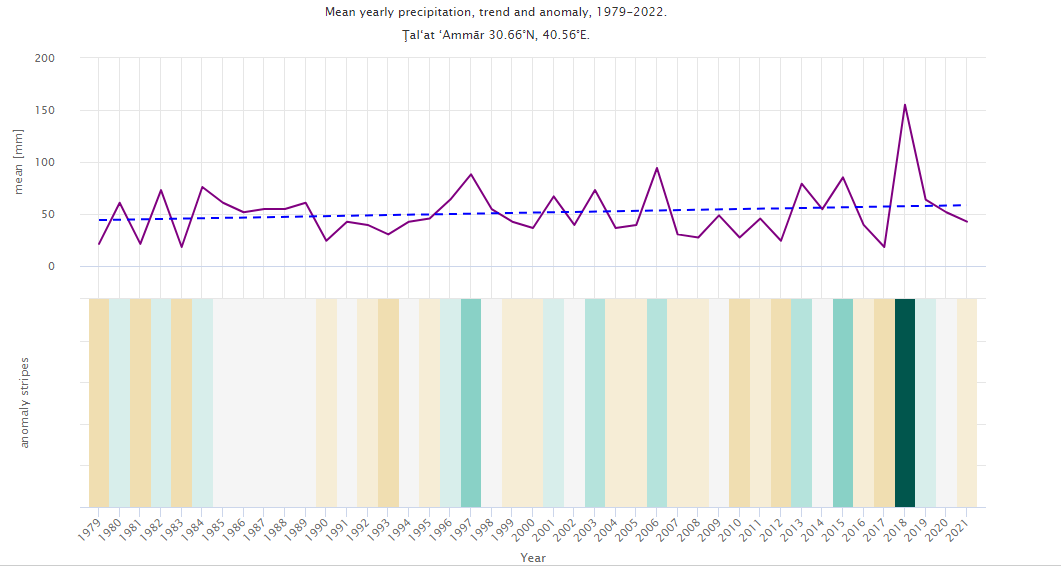 Mean yearly precipitation, trend and anomaly, 1979-2022.
Ţal‘at ‘Ammār 30.66°N, 40.56°E.
200
150
100
50
0
mean [mm]
anomaly stripes
1979 1980 1981 1982 1983 1984 1985 1986 1987 1988 1989 1990 1991 1992 1993 1994 1995 1996 1997 1998 1999 2000 2001 2002 2003 2004 2005 2006 2007 2008 2009 2010 2011 2012 2013 2014 2015 2016 2017 2018 2019 2020 2021
Year